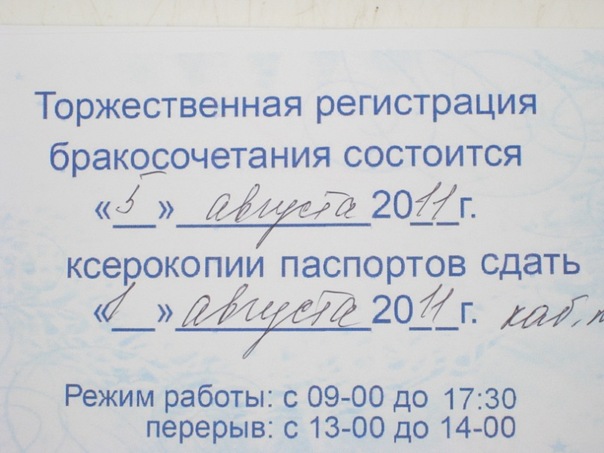 Торжественная регистрация
бракосочетания состоится
«5» августа 2011 г.
ксерокопии паспортов сдать
«1» августа 2011 г. каб.
Режим работы: с 09-00 до 17:30
перерыв: с 13-00 до 14-00